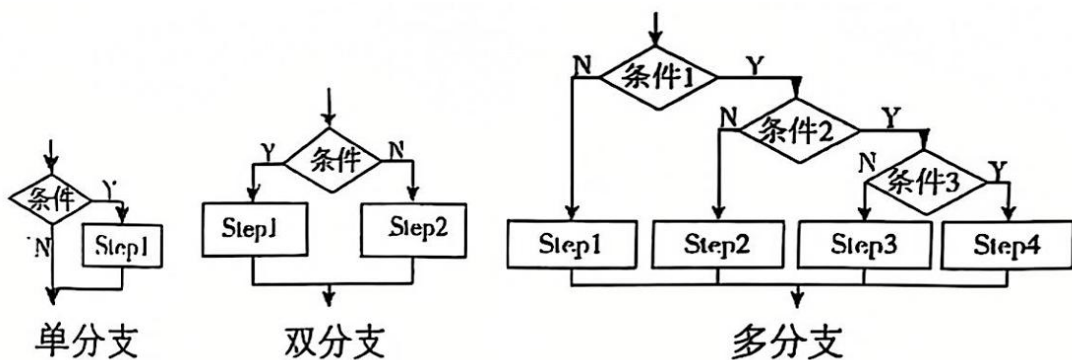 条件
Y
N
Step1
单分支
条件
Y
N
Step1
Step2
双分支
条件1
N
Y
条件2
N
Y
条件3
N
Y
Step1
Step2
Step3
Step4
多分支